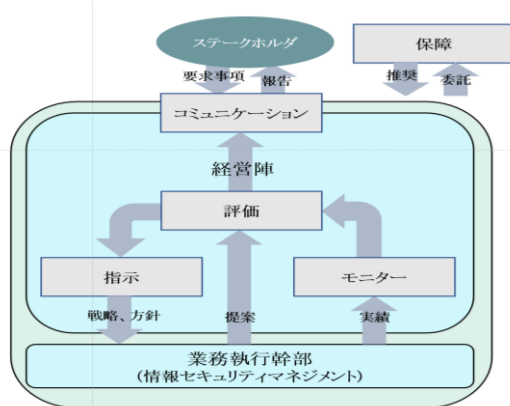 ステークホルダ
保障
要求事項
報告
推奨
委託
コミュニケーション
経営陣
評価
指示
モニター
戦略、方針
提案
実績
業務執行幹部
(情報セキュリティマネジメント)